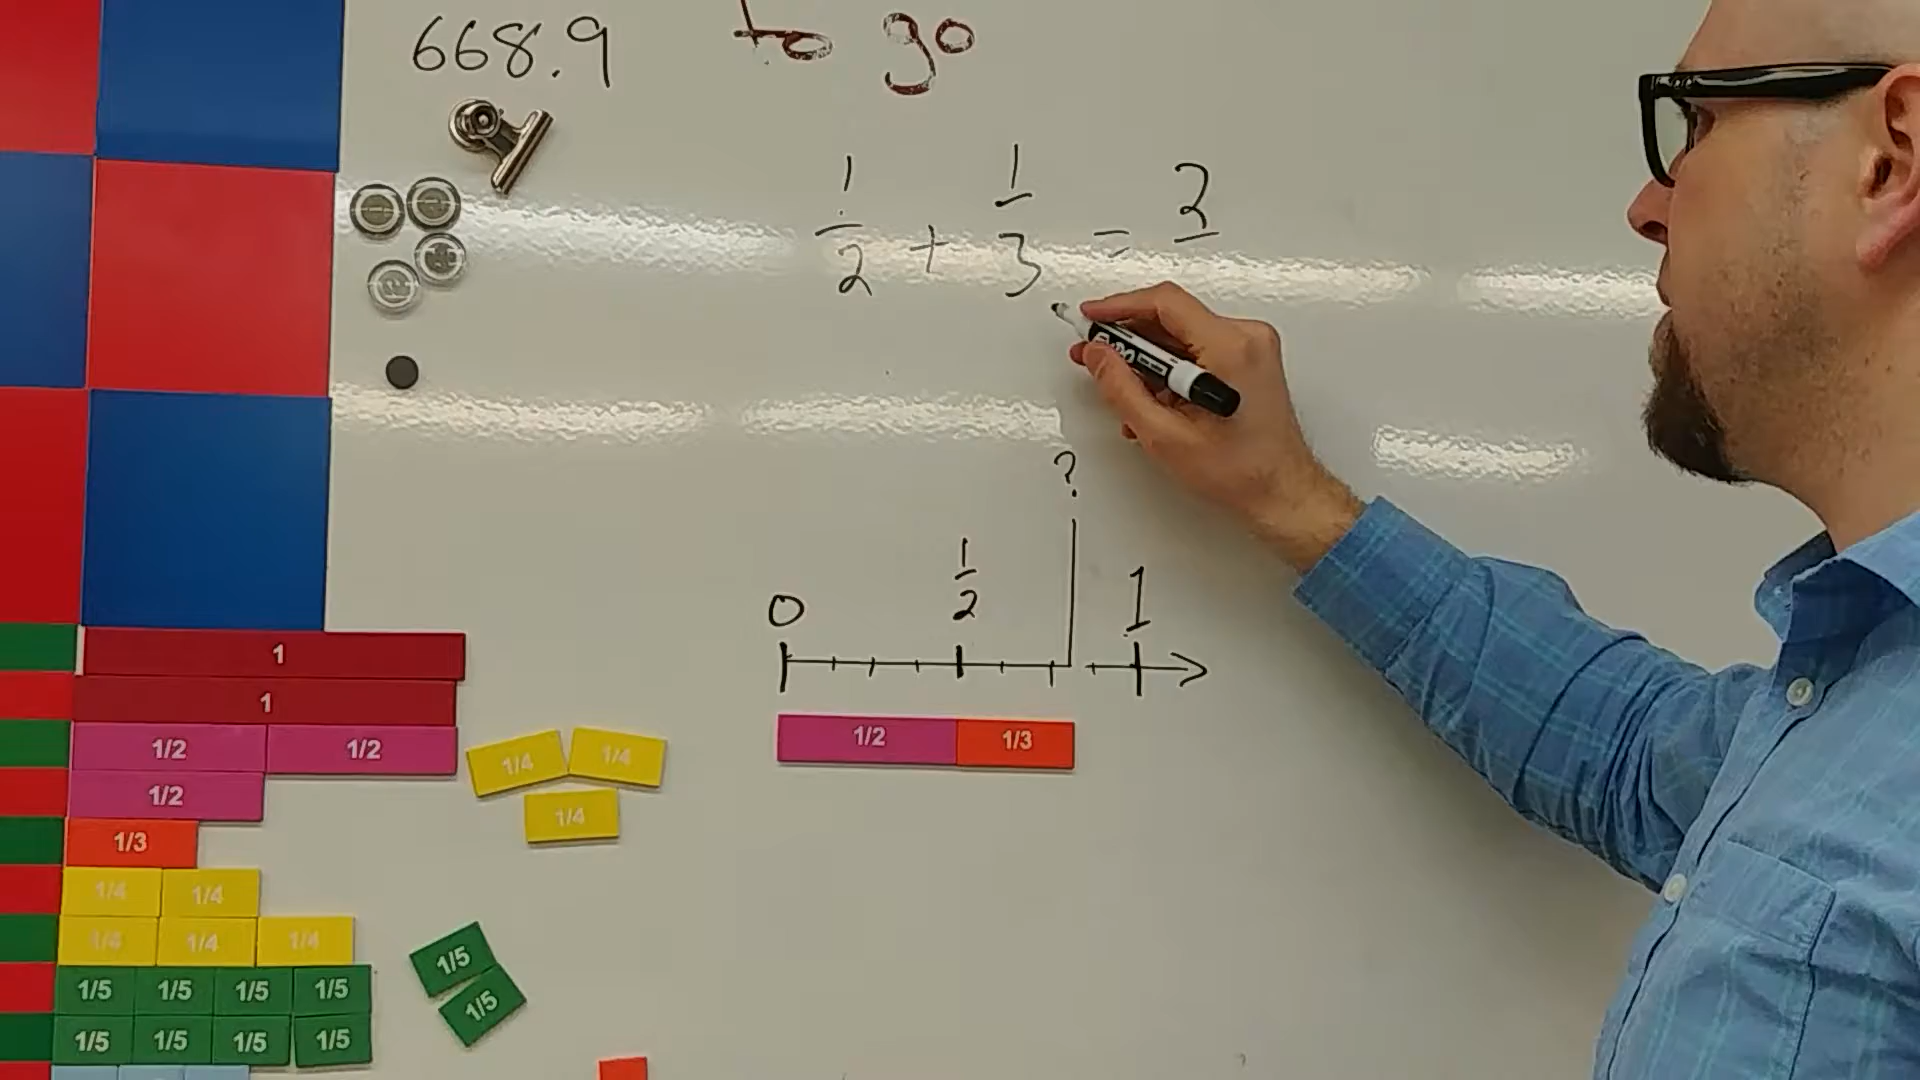 668.9 to go
1/2 + 1/3 = 2
?
0 1/2 1
1/2 1/3
EXPO
1
1
1/2 1/2
1/2
1/3
1/4 1/4
1/4 1/4 1/4
1/5 1/5 1/5 1/5
1/5 1/5 1/5 1/5
1/4 1/4
1/4
1/5
1/5